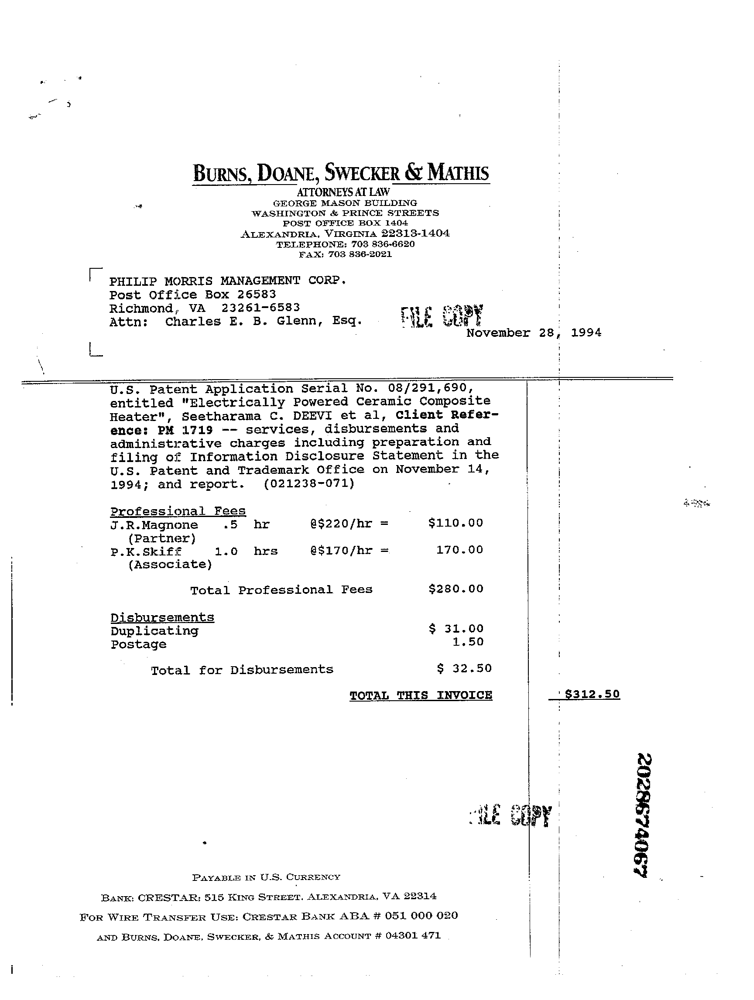 BURNS, DOANE, SWECKER & MATHIS
ATTORNEYS AT LAW
GEORGE MASON BUILDING
WASHINGTON & PRINCE STREETS
POST OFFICE BOX 1404
ALEXANDRIA, VIRGINIA 22313-1404
TELEPHONE: 703 836-6620
FAX: 703 836-2021
PHILIP MORRIS MANAGEMENT CORP.
Post Office Box 26583
Richmond, VA 23261-6583
Attn: Charles E. B. Glenn, Esq.
FILE COPY
November 28, 1994
U.S. Patent Application Serial No. 08/291,690,
entitled "Electrically Powered Ceramic Composite
Heater", Seetharama C. DEEVI et al, Client Refer-
ence: PM 1719 -- services, disbursements and
administrative charges including preparation and
filing of Information Disclosure Statement in the
U.S. Patent and Trademark Office on November 14,
1994; and report. (021238-071)
Professional Fees
J.R.Magnone .5 hr @$220/hr = $110.00
(Partner)
P.K.Skiff 1.0 hrs @$170/hr = 170.00
(Associate)
Total Professional Fees $280.00
Disbursements
Duplicating $ 31.00
Postage 1.50
Total for Disbursements $ 32.50
TOTAL THIS INVOICE $312.50
FILE COPY
2028674067
PAYABLE IN U.S. CURRENCY
BANK: CRESTAR; 515 KING STREET, ALEXANDRIA, VA 22314
FOR WIRE TRANSFER USE: CRESTAR BANK ABA # 051 000 020
AND BURNS, DOANE, SWECKER, & MATHIS ACCOUNT # 04301 471